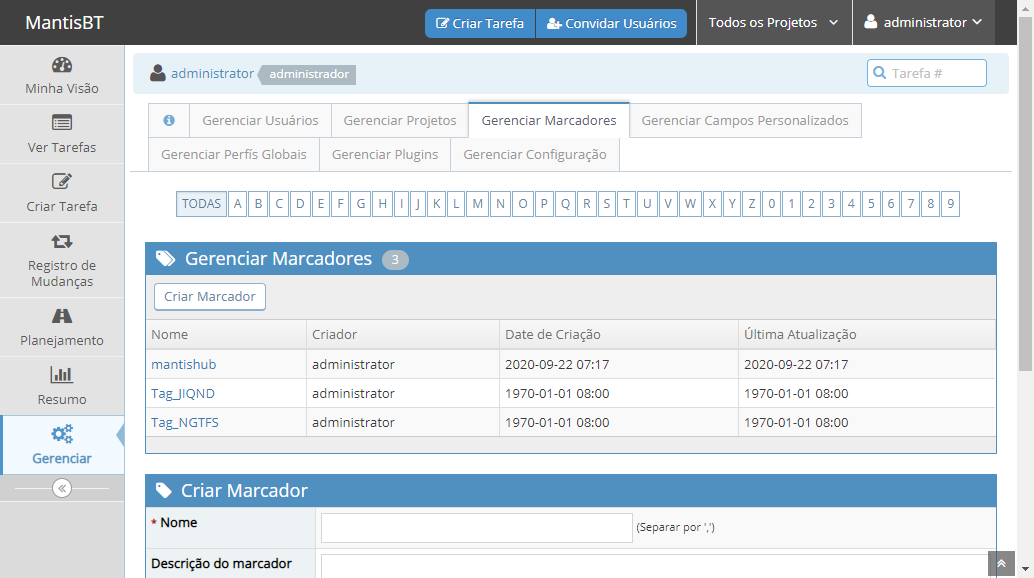 MantisBT
Criar Tarefa
Convidar Usuários
Todos os Projetos
administrator
Minha Visão
Ver Tarefas
Criar Tarefa
Registro de
Mudanças
Planejamento
Resumo
Gerenciar
administrator administrador
Tarefa #
Gerenciar Usuários
Gerenciar Projetos
Gerenciar Marcadores
Gerenciar Campos Personalizados
Gerenciar Perfís Globais
Gerenciar Plugins
Gerenciar Configuração
TODAS A B C D E F G H I J K L M N O P Q R S T U V W X Y Z 0 1 2 3 4 5 6 7 8 9
Gerenciar Marcadores 3
Criar Marcador
Nome Criador Date de Criação Última Atualização
mantishub administrator 2020-09-22 07:17 2020-09-22 07:17
Tag_JIQND administrator 1970-01-01 08:00 1970-01-01 08:00
Tag_NGTFS administrator 1970-01-01 08:00 1970-01-01 08:00
Criar Marcador
* Nome (Separar por ',')
Descrição do marcador